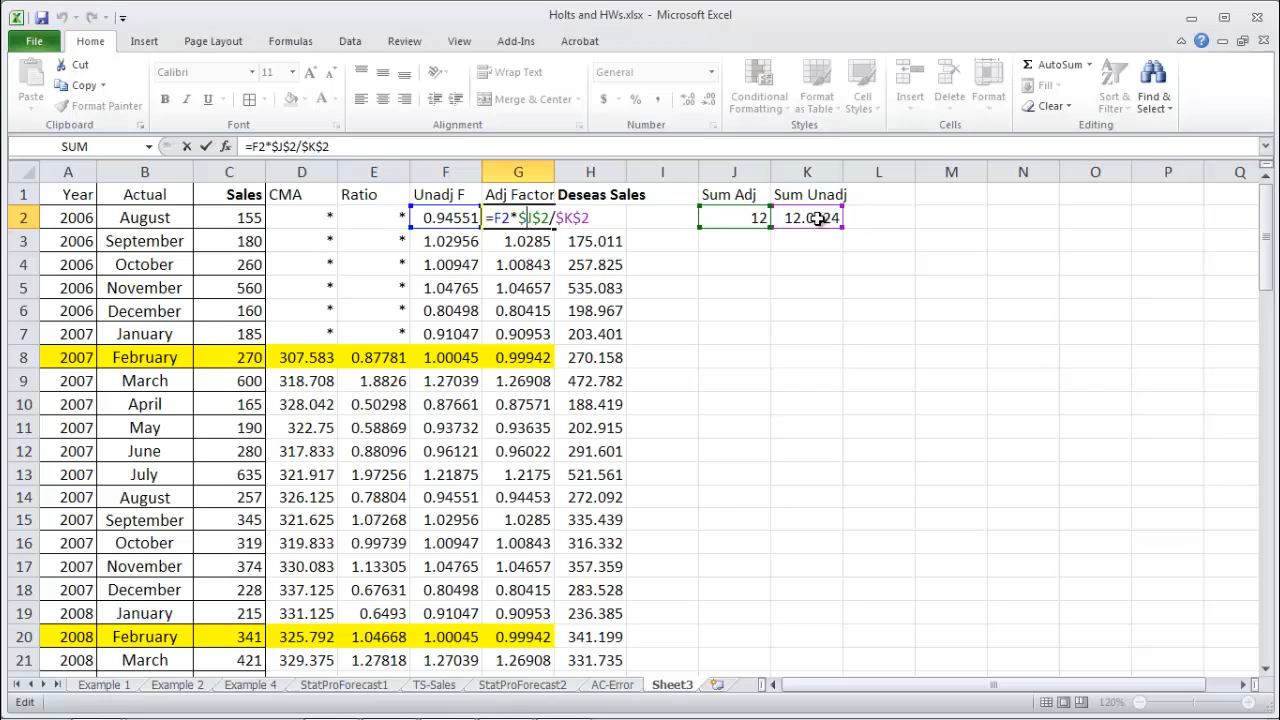 Holts and HWs.xlsx - Microsoft Excel
File Home Insert Page Layout Formulas Data Review View Add-Ins Acrobat
Paste
Cut
Copy
Format Painter
Clipboard
Calibri 11
B I U
Font
Wrap Text
Merge & Center
Alignment
General
$ % ,
Number
Conditional Formatting
Format as Table
Cell Styles
Styles
Insert Delete Format
Cells
Σ AutoSum
Fill
Clear
Sort & Filter
Find & Select
Editing
SUM fx =F2*$J$2/$K$2
A B C D E F G H I J K L M N O P Q
1 Year Actual Sales CMA Ratio Unadj F Adj Factor Deseas Sales Sum Adj Sum Unadj
2 2006 August 155 * * 0.94551 =F2*$J$2/$K$2 12
3 2006 September 180 * * 1.02956 1.0285 175.011
4 2006 October 260 * * 1.00947 1.00843 257.825
5 2006 November 560 * * 1.04765 1.04657 535.083
6 2006 December 160 * * 0.80498 0.80415 198.967
7 2007 January 185 * * 0.91047 0.90953 203.401
8 2007 February 270 307.583 0.87781 1.00045 0.99942 270.158
9 2007 March 600 318.708 1.8826 1.27039 1.26908 472.782
10 2007 April 165 328.042 0.50298 0.87661 0.87571 188.419
11 2007 May 190 322.75 0.58869 0.93732 0.93635 202.915
12 2007 June 280 317.833 0.88096 0.96121 0.96022 291.601
13 2007 July 635 321.917 1.97256 1.21875 1.2175 521.561
14 2007 August 257 326.125 0.78804 0.94551 0.94453 272.092
15 2007 September 345 321.625 1.07268 1.02956 1.0285 335.439
16 2007 October 319 319.833 0.99739 1.00947 1.00843 316.332
17 2007 November 374 330.083 1.13305 1.04765 1.04657 357.359
18 2007 December 228 337.125 0.67631 0.80498 0.80415 283.528
19 2008 January 215 331.125 0.6493 0.91047 0.90953 236.385
20 2008 February 341 325.792 1.04668 1.00045 0.99942 341.199
21 2008 March 421 329.375 1.27818 1.27039 1.26908 331.735
Example 1 Example 2 Example 4 StatProForecast1 TS-Sales StatProForecast2 AC-Error Sheet3
Edit 120%